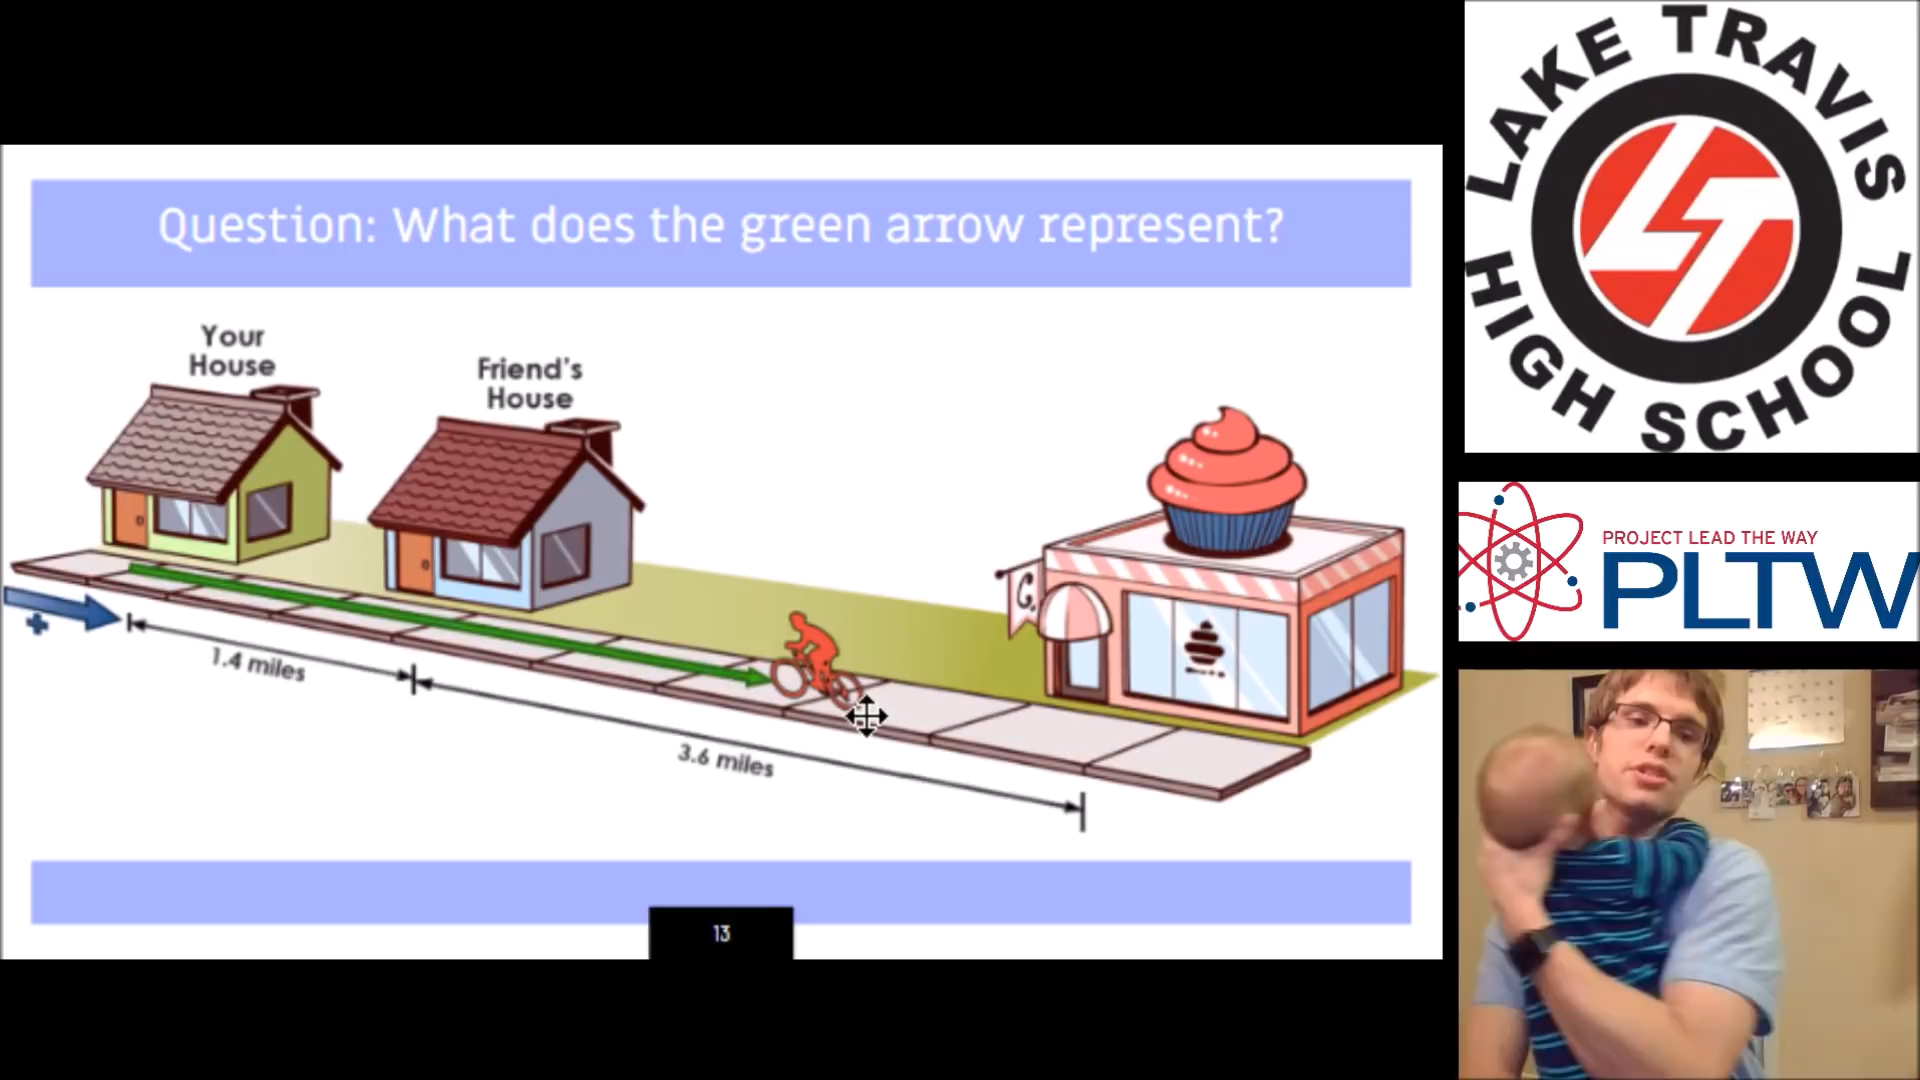 Question: What does the green arrow represent?
Your
House
Friend's
House
C.
1.4 miles
3.6 miles
13
LAKE TRAVIS
HIGH SCHOOL
LT
PROJECT LEAD THE WAY
PLTW